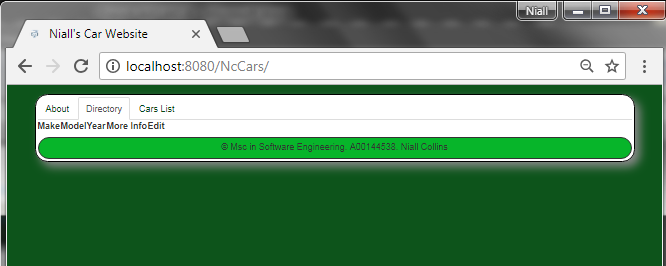 Niall
Niall's Car Website
localhost:8080/NcCars/
About Directory Cars List
MakeModelYearMore InfoEdit
© Msc in Software Engineering. A00144538. Niall Collins